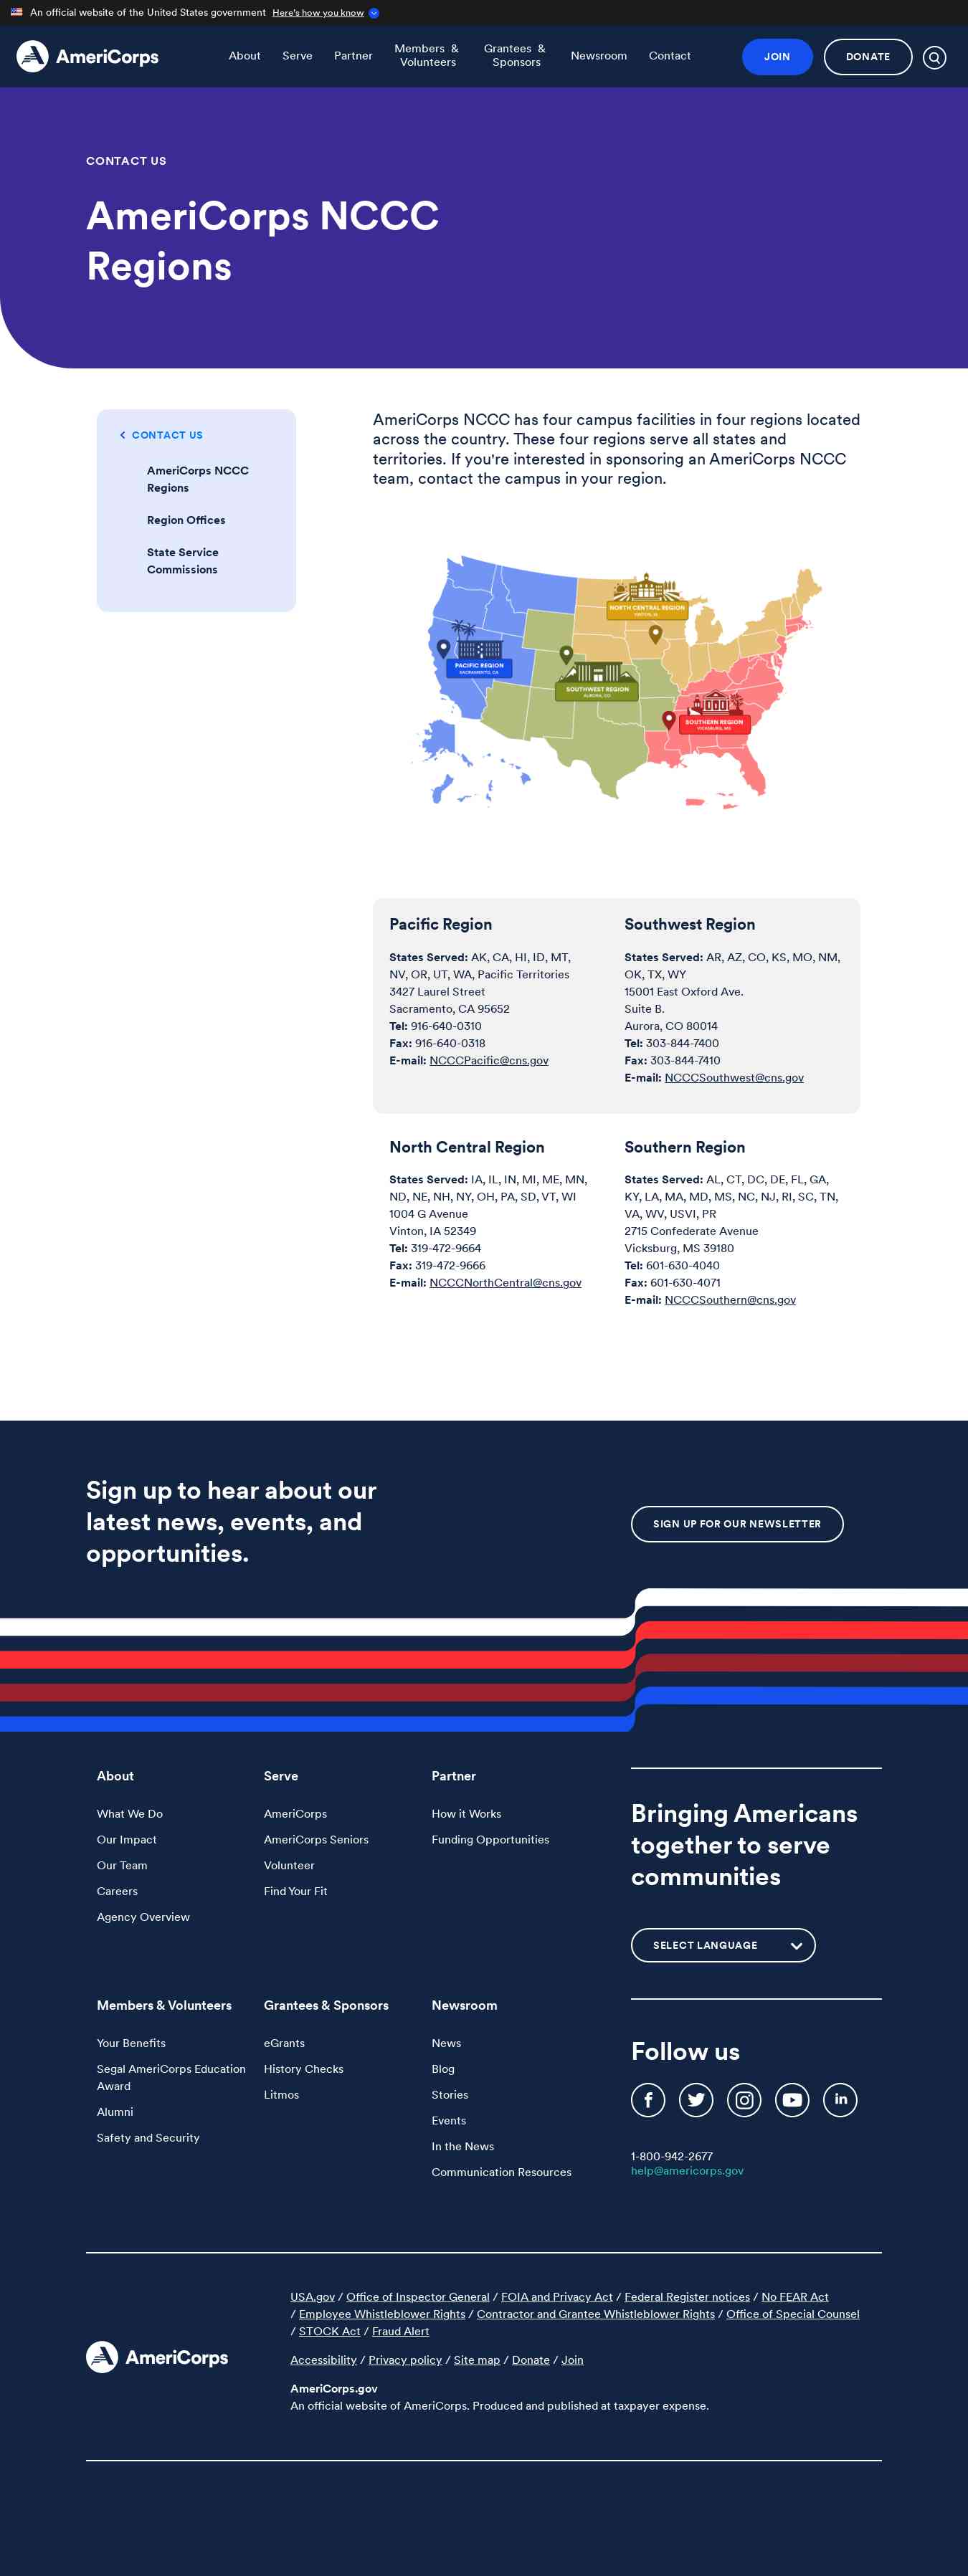 An official website of the United States government Here's how you know
AmeriCorps
About
Serve
Partner
Members &
Volunteers
Grantees &
Sponsors
Newsroom
Contact
JOIN
DONATE
CONTACT US
AmeriCorps NCCC
Regions
CONTACT US
AmeriCorps NCCC
Regions
Region Offices
State Service
Commissions
AmeriCorps NCCC has four campus facilities in four regions located
across the country. These four regions serve all states and
territories. If you're interested in sponsoring an AmeriCorps NCCC
team, contact the campus in your region.
NORTH CENTRAL REGION
VINTON, IA
PACIFIC REGION
SACRAMENTO, CA
SOUTHWEST REGION
AURORA, CO
SOUTHERN REGION
VICKSBURG, MS
Pacific Region
States Served: AK, CA, HI, ID, MT,
NV, OR, UT, WA, Pacific Territories
3427 Laurel Street
Sacramento, CA 95652
Tel: 916-640-0310
Fax: 916-640-0318
E-mail: NCCCPacific@cns.gov
Southwest Region
States Served: AR, AZ, CO, KS, MO, NM,
OK, TX, WY
15001 East Oxford Ave.
Suite B.
Aurora, CO 80014
Tel: 303-844-7400
Fax: 303-844-7410
E-mail: NCCCSouthwest@cns.gov
North Central Region
States Served: IA, IL, IN, MI, ME, MN,
ND, NE, NH, NY, OH, PA, SD, VT, WI
1004 G Avenue
Vinton, IA 52349
Tel: 319-472-9664
Fax: 319-472-9666
E-mail: NCCCNorthCentral@cns.gov
Southern Region
States Served: AL, CT, DC, DE, FL, GA,
KY, LA, MA, MD, MS, NC, NJ, RI, SC, TN,
VA, WV, USVI, PR
2715 Confederate Avenue
Vicksburg, MS 39180
Tel: 601-630-4040
Fax: 601-630-4071
E-mail: NCCCSouthern@cns.gov
Sign up to hear about our
latest news, events, and
opportunities.
SIGN UP FOR OUR NEWSLETTER
About
What We Do
Our Impact
Our Team
Careers
Agency Overview
Serve
AmeriCorps
AmeriCorps Seniors
Volunteer
Find Your Fit
Partner
How it Works
Funding Opportunities
Bringing Americans
together to serve
communities
SELECT LANGUAGE
Members & Volunteers
Your Benefits
Segal AmeriCorps Education
Award
Alumni
Safety and Security
Grantees & Sponsors
eGrants
History Checks
Litmos
Newsroom
News
Blog
Stories
Events
In the News
Communication Resources
Follow us
1-800-942-2677
help@americorps.gov
AmeriCorps
USA.gov / Office of Inspector General / FOIA and Privacy Act / Federal Register notices / No FEAR Act
/ Employee Whistleblower Rights / Contractor and Grantee Whistleblower Rights / Office of Special Counsel
/ STOCK Act / Fraud Alert
Accessibility / Privacy policy / Site map / Donate / Join
AmeriCorps.gov
An official website of AmeriCorps. Produced and published at taxpayer expense.